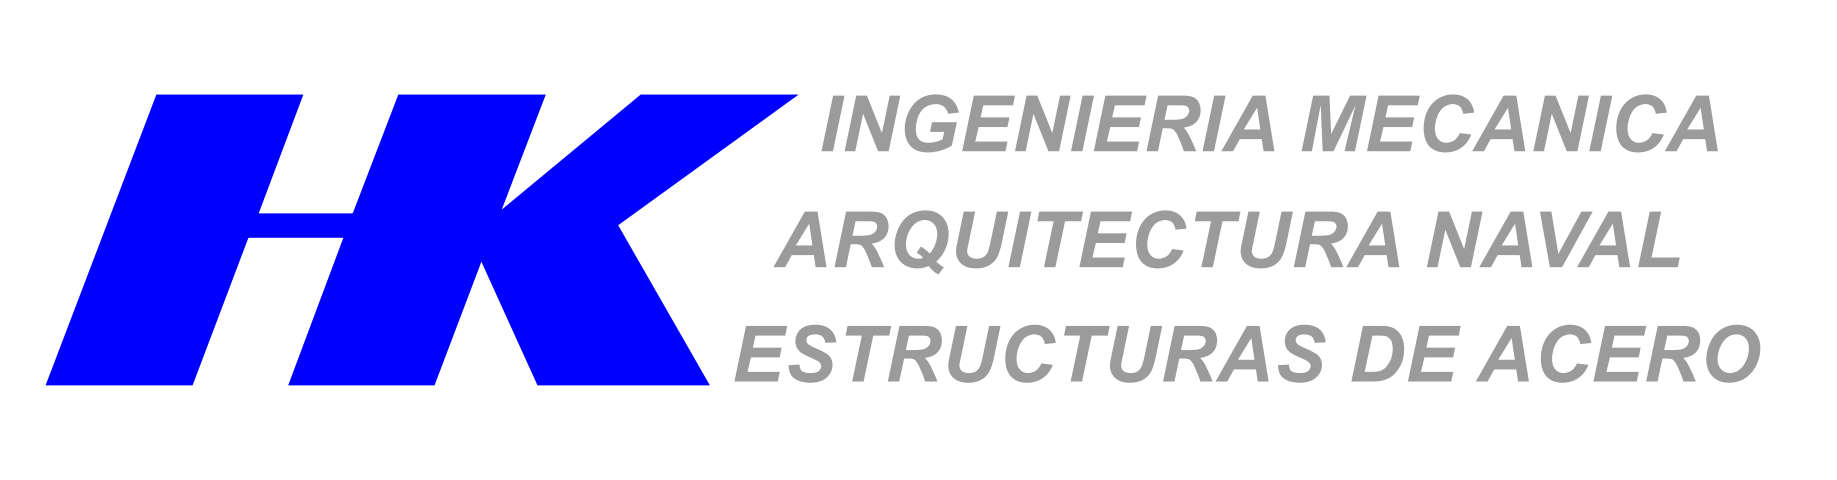 HK
INGENIERIA MECANICA
ARQUITECTURA NAVAL
ESTRUCTURAS DE ACERO